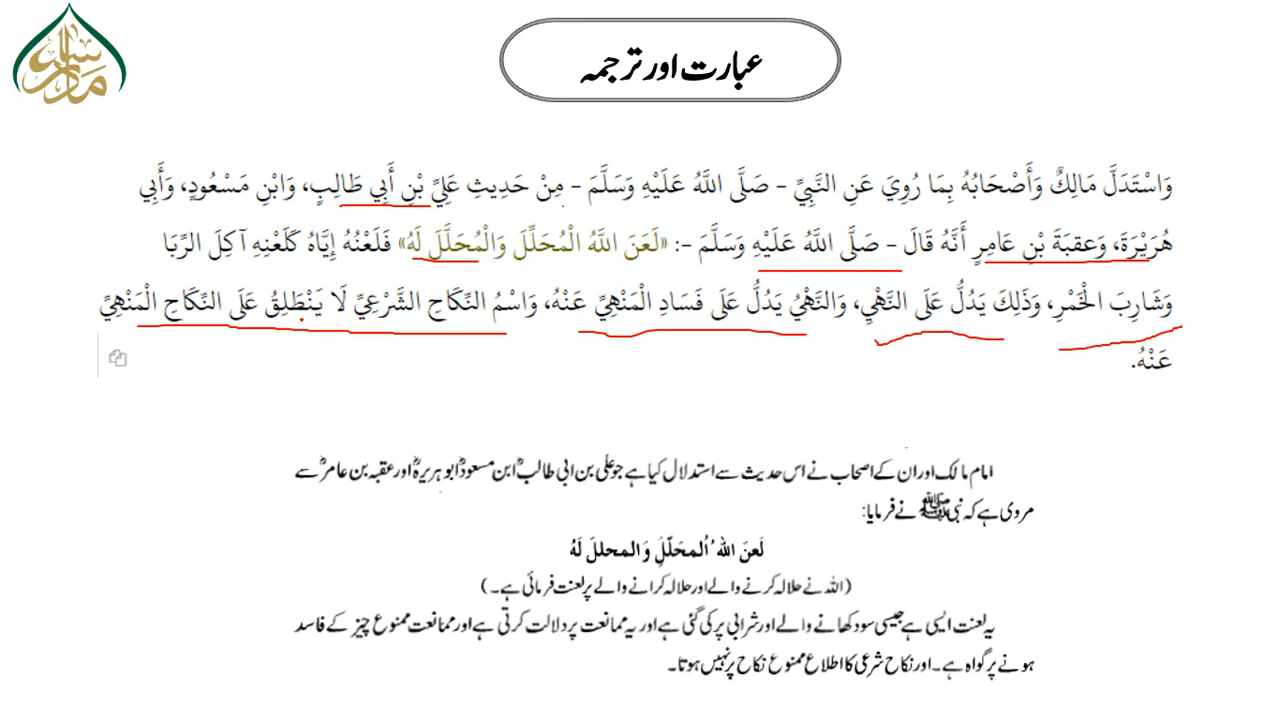 مدارس
عبارت اور ترجمہ
وَاسْتَدَلَّ مَالِكٌ وَأَصْحَابُهُ بِمَا رُوِيَ عَنِ النَّبِيِّ - صَلَّى اللَّهُ عَلَيْهِ وَسَلَّمَ - مِنْ حَدِيثِ عَلِيِّ بْنِ أَبِي طَالِبٍ، وَابْنِ مَسْعُودٍ، وَأَبِي
هُرَيْرَةَ، وَعقبَةَ بْنِ عَامِرٍ أَنَّهُ قَالَ - صَلَّى اللَّهُ عَلَيْهِ وَسَلَّمَ -: «لَعَنَ اللَّهُ الْمُحَلِّلَ وَالْمُحَلَّلَ لَهُ» فَلَعْنُهُ إِيَّاهُ كَلَعْنِهِ آكِلَ الرِّبَا
وَشَارِبَ الْخَمْرِ، وَذَلِكَ يَدُلُّ عَلَى النَّهْيِ، وَالنَّهْيُ يَدُلُّ عَلَى فَسَادِ الْمَنْهِيِّ عَنْهُ، وَاسْمُ النِّكَاحِ الشَّرْعِيِّ لَا يَنْطَلِقُ عَلَى النِّكَاحِ الْمَنْهِيِّ
عَنْهُ.
امام مالک اور ان کے اصحاب نے اس حدیث سے استدلال کیا ہے جو علی بن ابی طالبؓ ابن مسعودؓ ابو ہریرہؓ اور عقبہ بن عامرؓ سے
مروی ہے کہ نبی ﷺ نے فرمایا:
لَعنَ اللهُ المحَلّلِ وَالمحللَ لَهُ
(اللہ نے حلالہ کرنے والے اور حلالہ کرانے والے پر لعنت فرمائی ہے۔)
یہ لعنت ایسی ہے جیسی سود کھانے والے اور شرابی پر کی گئی ہے اور یہ ممانعت پر دلالت کرتی ہے اور ممانعت ممنوع چیز کے فاسد
ہونے پر گواہ ہے۔ اور نکاح شرعی کا اطلاع ممنوع نکاح پر نہیں ہوتا۔